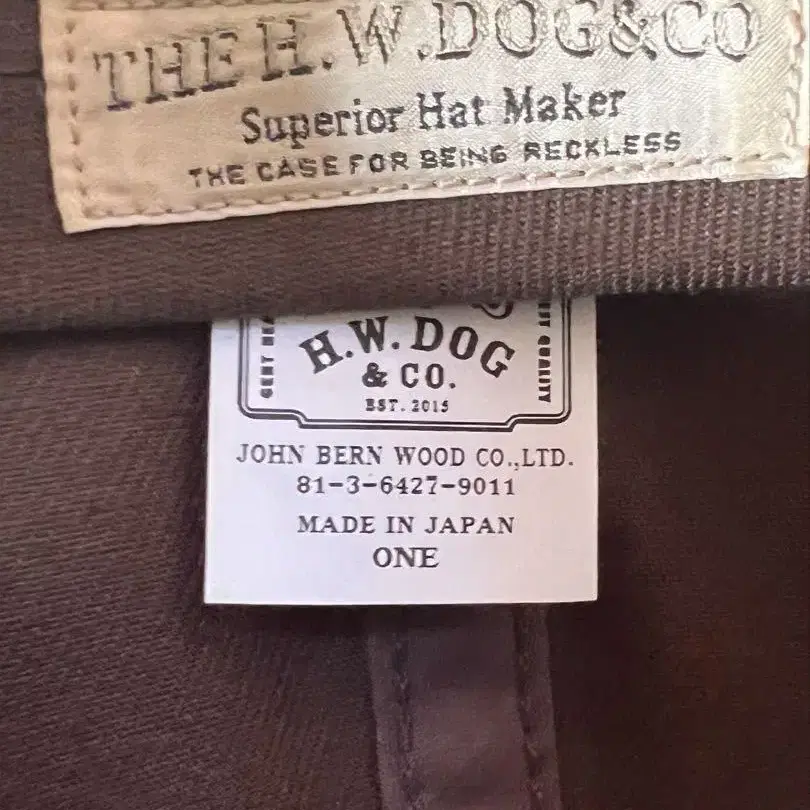 THE H.W.DOG&CO
Superior Hat Maker
THE CASE FOR BEING RECKLESS
H.W. DOG
& CO.
EST. 2015
QUALITY
JOHN BERN WOOD CO.,LTD.
81-3-6427-9011
MADE IN JAPAN
ONE